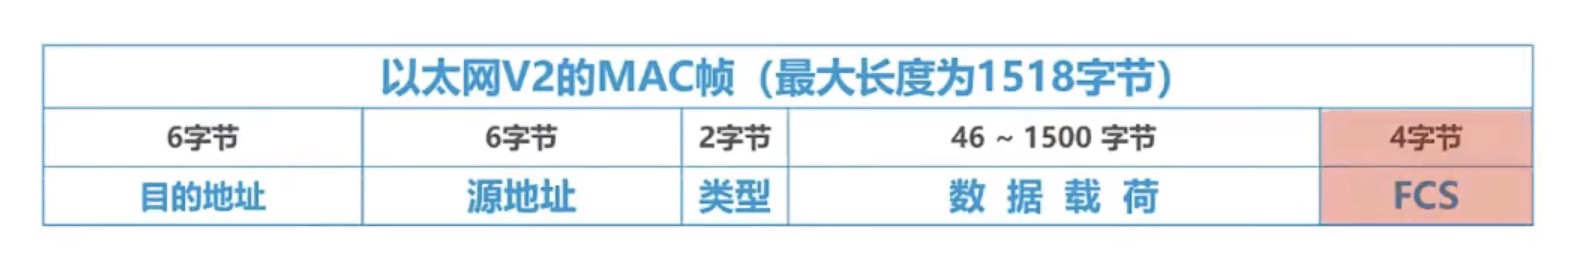 以太网V2的MAC帧（最大长度为1518字节）
6字节 6字节 2字节 46 ~ 1500 字节 4字节
目的地址 源地址 类型 数 据 载 荷 FCS